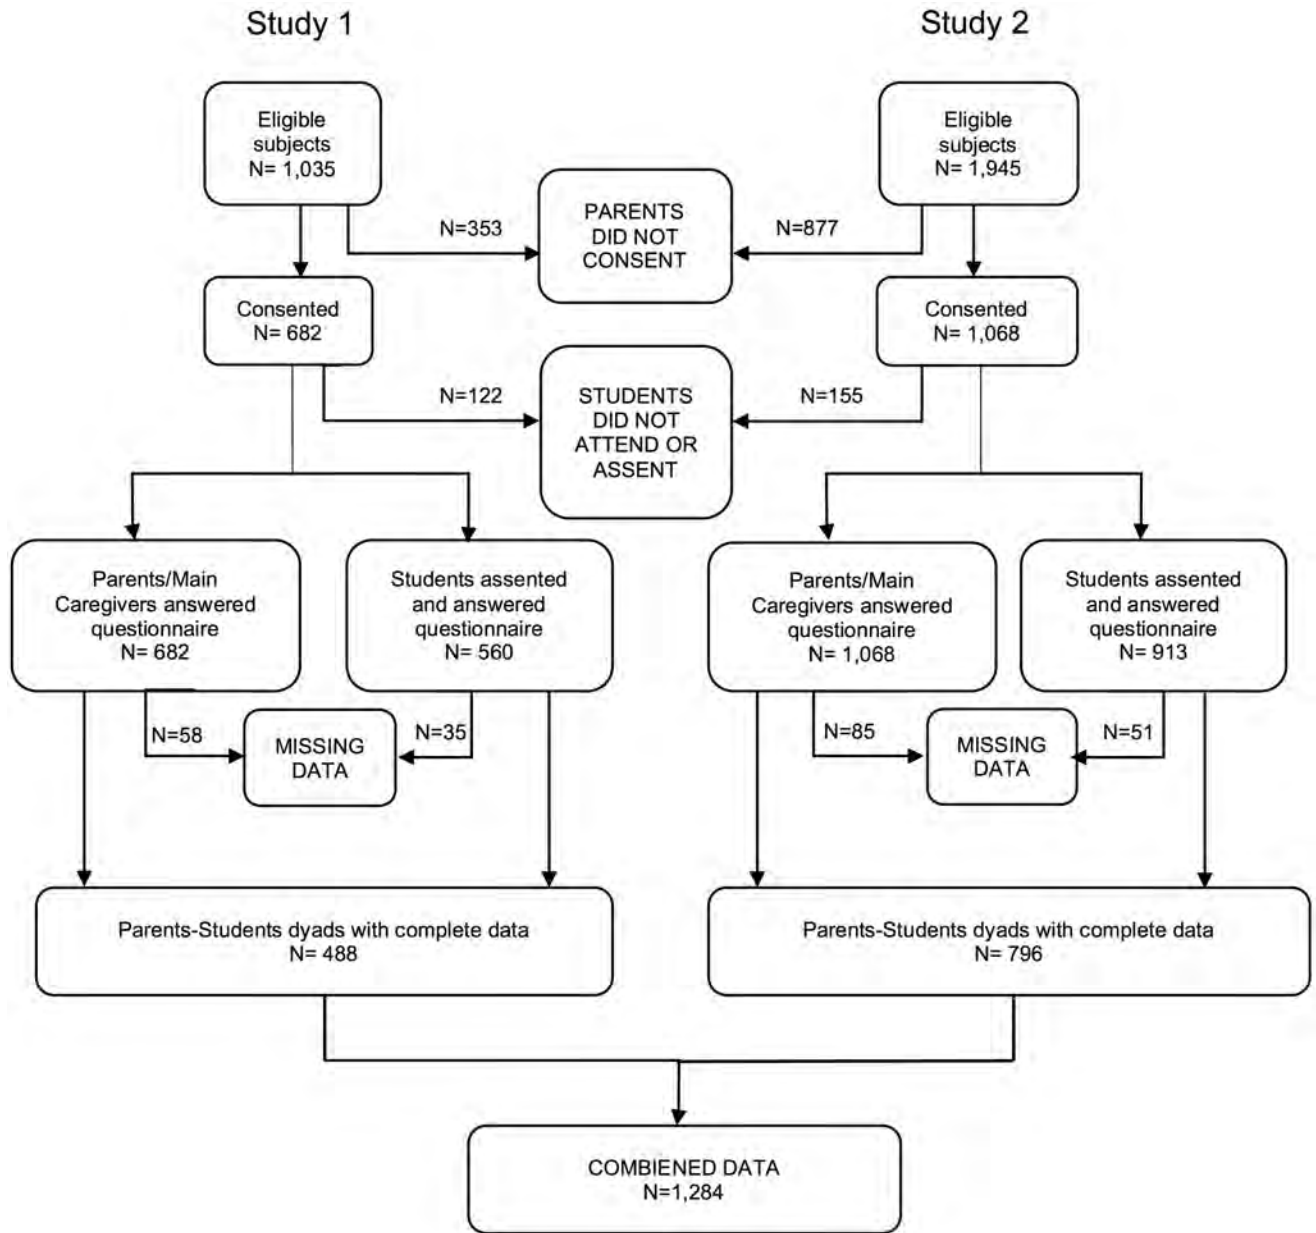 Study 1
Study 2
Eligible
subjects
N= 1,035
Eligible
subjects
N= 1,945
N=353
PARENTS
DID NOT
CONSENT
N=877
Consented
N= 682
Consented
N= 1,068
N=122
STUDENTS
DID NOT
ATTEND OR
ASSENT
N=155
Parents/Main
Caregivers answered
questionnaire
N= 682
Students assented
and answered
questionnaire
N= 560
Parents/Main
Caregivers answered
questionnaire
N= 1,068
Students assented
and answered
questionnaire
N= 913
N=58
MISSING
DATA
N=35
N=85
MISSING
DATA
N=51
Parents-Students dyads with complete data
N= 488
Parents-Students dyads with complete data
N= 796
COMBIENED DATA
N=1,284